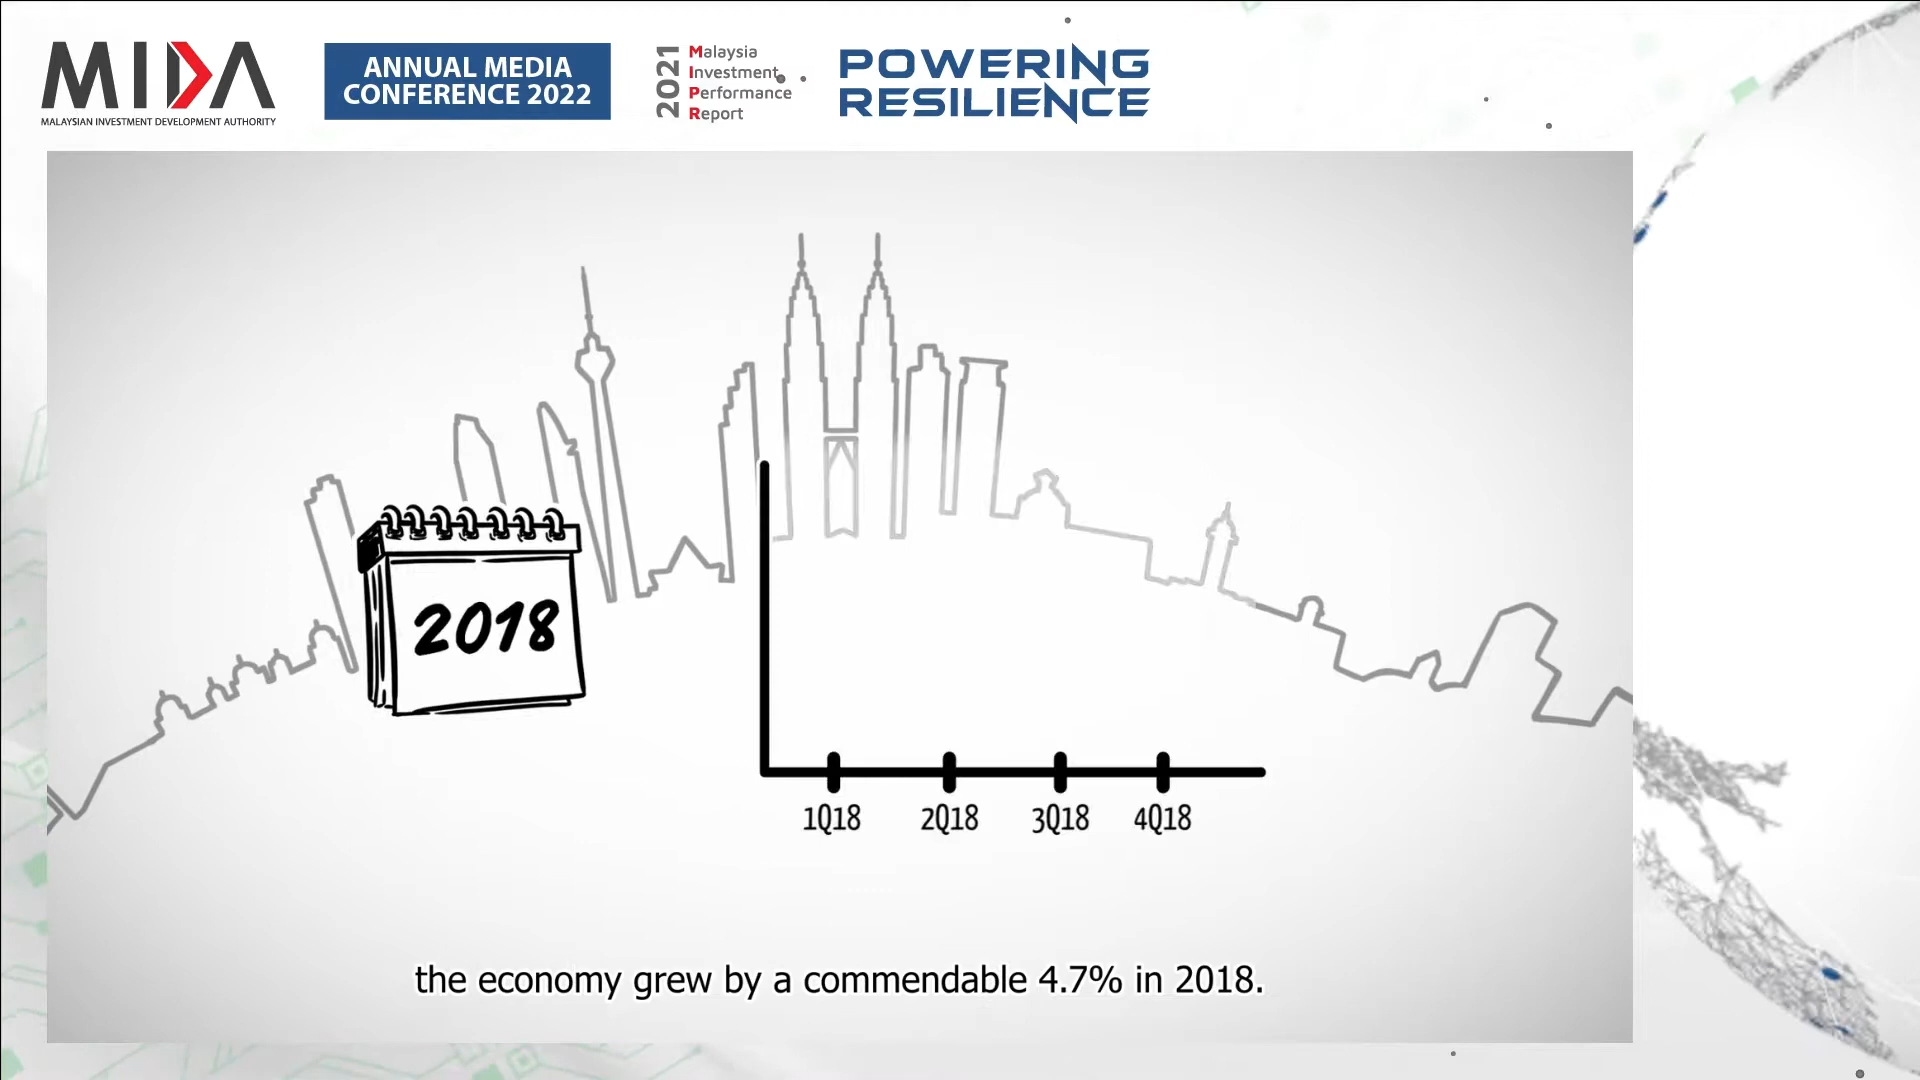 MIDA
MALAYSIAN INVESTMENT DEVELOPMENT AUTHORITY
ANNUAL MEDIA
CONFERENCE 2022
2021
Malaysia
Investment
Performance
Report
POWERING
RESILIENCE
2018
1Q18 2Q18 3Q18 4Q18
the economy grew by a commendable 4.7% in 2018.